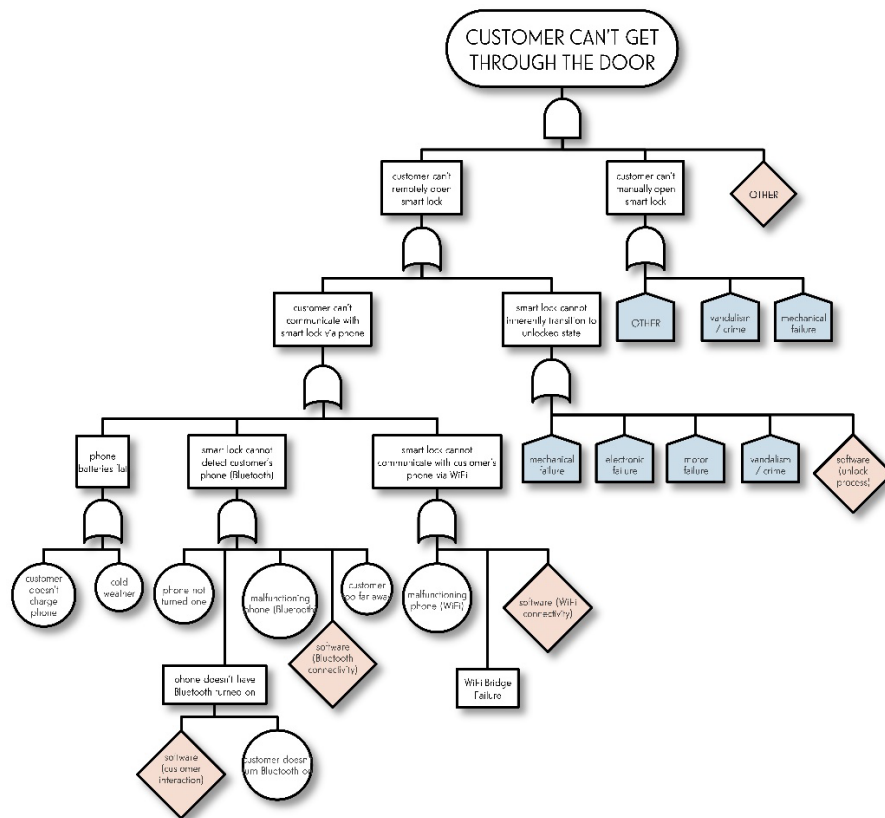 CUSTOMER CAN'T GET
THROUGH THE DOOR
customer can't
remotely open
smart lock
customer can't
manually open
smart lock
OTHER
customer can't
communicate with
smart lock via phone
smart lock cannot
inherently transition to
unlocked state
OTHER
vandalism
/ crime
mechanical
failure
phone
batteries flat
smart lock cannot
detect customer's
phone (Bluetooth)
smart lock cannot
communicate with customer's
phone via WiFi
mechanical
failure
electronic
failure
motor
failure
vandalism
/ crime
software
(unlock
process)
customer
doesn't
charge
phone
cold
weather
phone not
turned one
malfunctioning
phone (Bluetooth)
customer
too far away
malfunctioning
phone (WiFi)
software (WiFi
connectivity)
software
(Bluetooth
connectivity)
phone doesn't have
Bluetooth turned on
WiFi Bridge
Failure
software
(customer
interaction)
customer doesn't
turn Bluetooth on